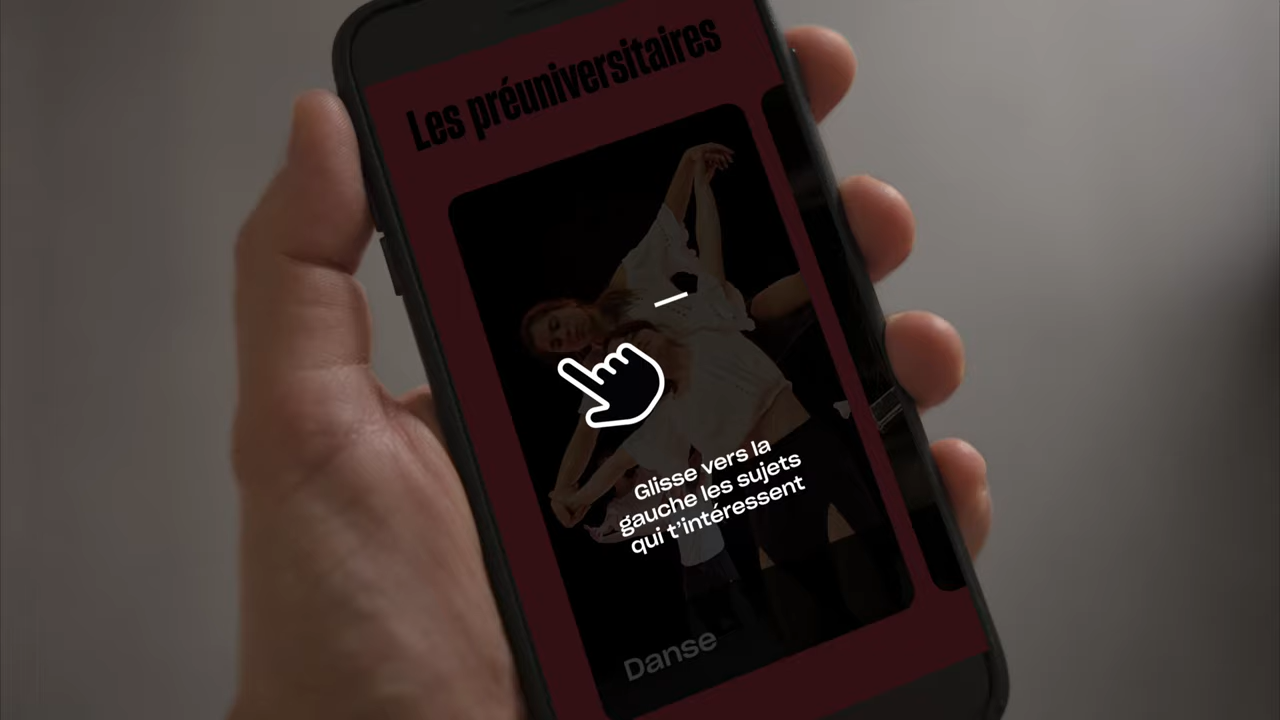 Les préuniversitaires
Glisse vers la
gauche les sujets
qui t'intéressent
Danse